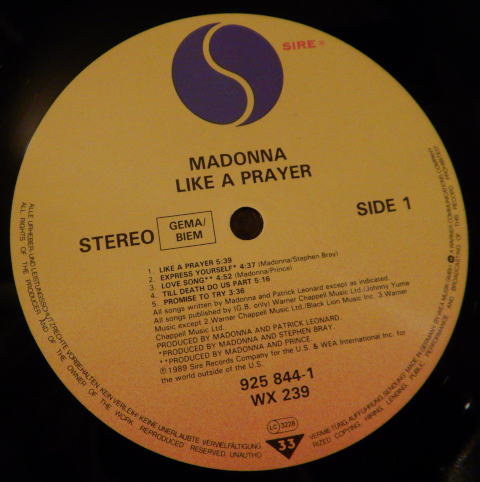 SIRE®
MADONNA
LIKE A PRAYER
STEREO
GEMA/
BIEM
SIDE 1
1. LIKE A PRAYER 5:39
2. EXPRESS YOURSELF* 4:37 (Madonna/Stephen Bray)
3. LOVE SONG** 4:52 (Madonna/Prince)
4. TILL DEATH DO US PART 5:16
5. PROMISE TO TRY 3:36
All songs written by Madonna and Patrick Leonard except as indicated.
All songs published by (G.B. only) Warner Chappell Music Ltd./Johnny Yuma
Music except 2.Warner Chappell Music Ltd./Black Lion Music Inc. 3.Warner
Chappell Music Ltd.
PRODUCED BY MADONNA AND PATRICK LEONARD.
*PRODUCED BY MADONNA AND STEPHEN BRAY.
**PRODUCED BY MADONNA AND PRINCE.
℗ 1989 Sire Records Company for the U.S. & WEA International Inc. for
the world outside of the U.S.
925 844-1
WX 239
LC 3228
33
ALLE URHEBER- UND LEISTUNGSSCHUTZRECHTE VORBEHALTEN. KEIN VERLEIH! KEINE UNERLAUBTE VERVIELFÄLTIGUNG,
VERMIETUNG, AUFFÜHRUNG, SENDUNG!
ALL RIGHTS OF THE PRODUCER AND OF THE OWNER OF THE WORK REPRODUCED RESERVED. UNAUTHO-
RIZED COPYING, HIRING, LENDING, PUBLIC PERFORMANCE AND BROADCASTING OF THIS RECORD PROHIBITED